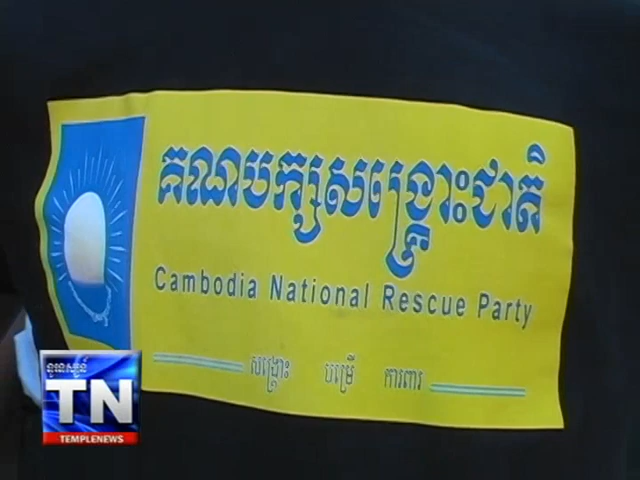 គណបក្សសង្គ្រោះជាតិ
Cambodia National Rescue Party
សង្គ្រោះ បម្រើ ការពារ
TN
TEMPLENEWS